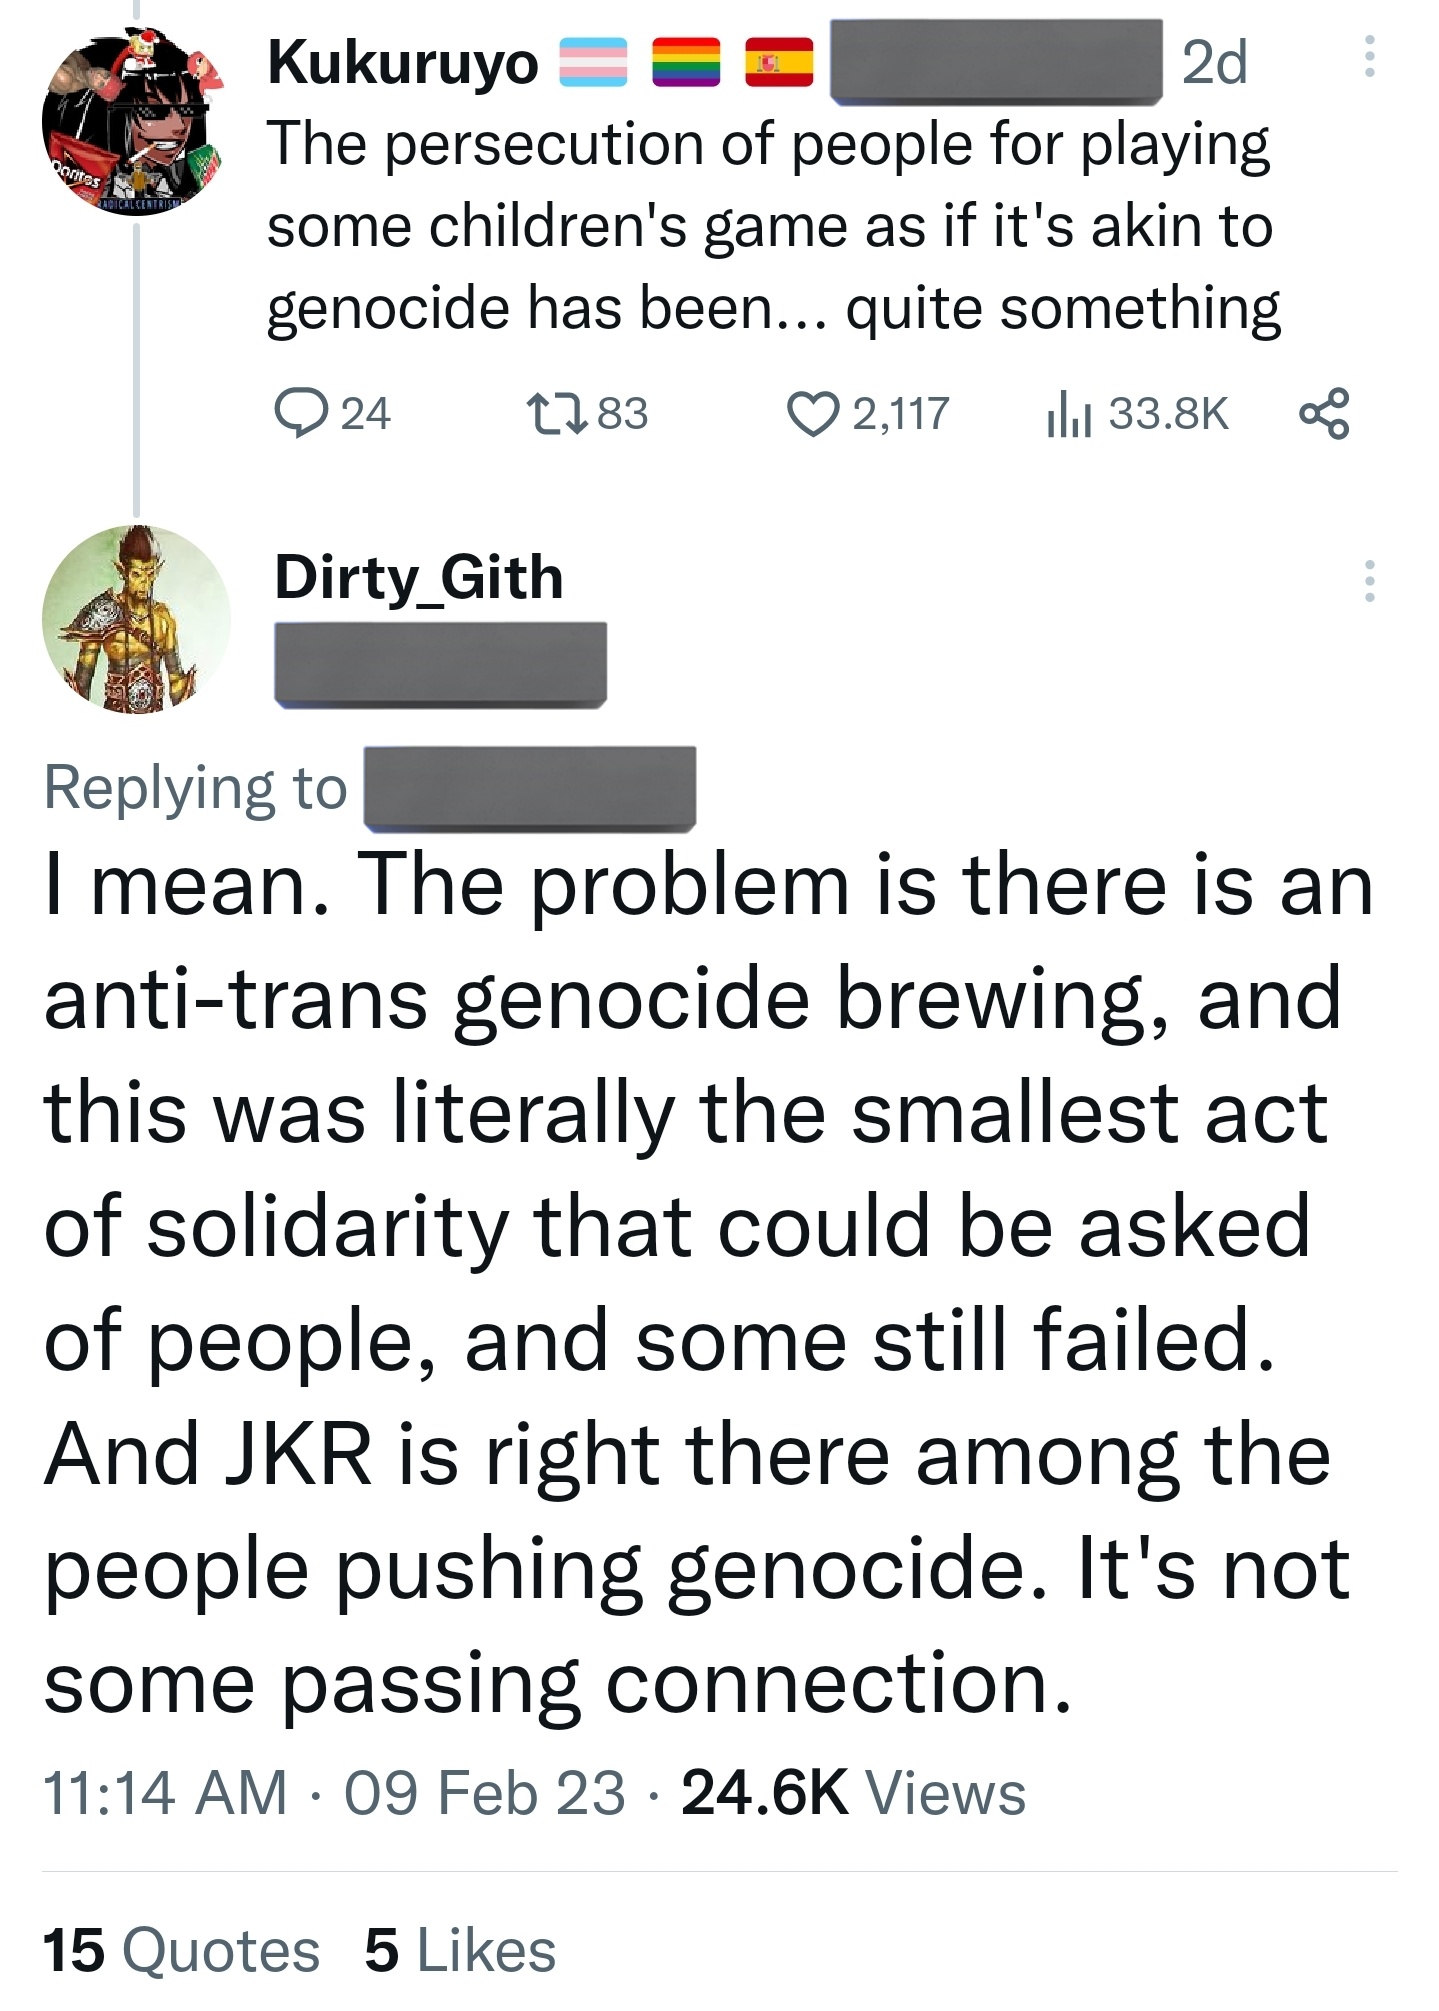 Kukuruyo 2d
The persecution of people for playing
some children's game as if it's akin to
genocide has been... quite something
24 83 2,117 33.8K
Dirty_Gith
Replying to
I mean. The problem is there is an
anti-trans genocide brewing, and
this was literally the smallest act
of solidarity that could be asked
of people, and some still failed.
And JKR is right there among the
people pushing genocide. It's not
some passing connection.
11:14 AM · 09 Feb 23 · 24.6K Views
15 Quotes 5 Likes